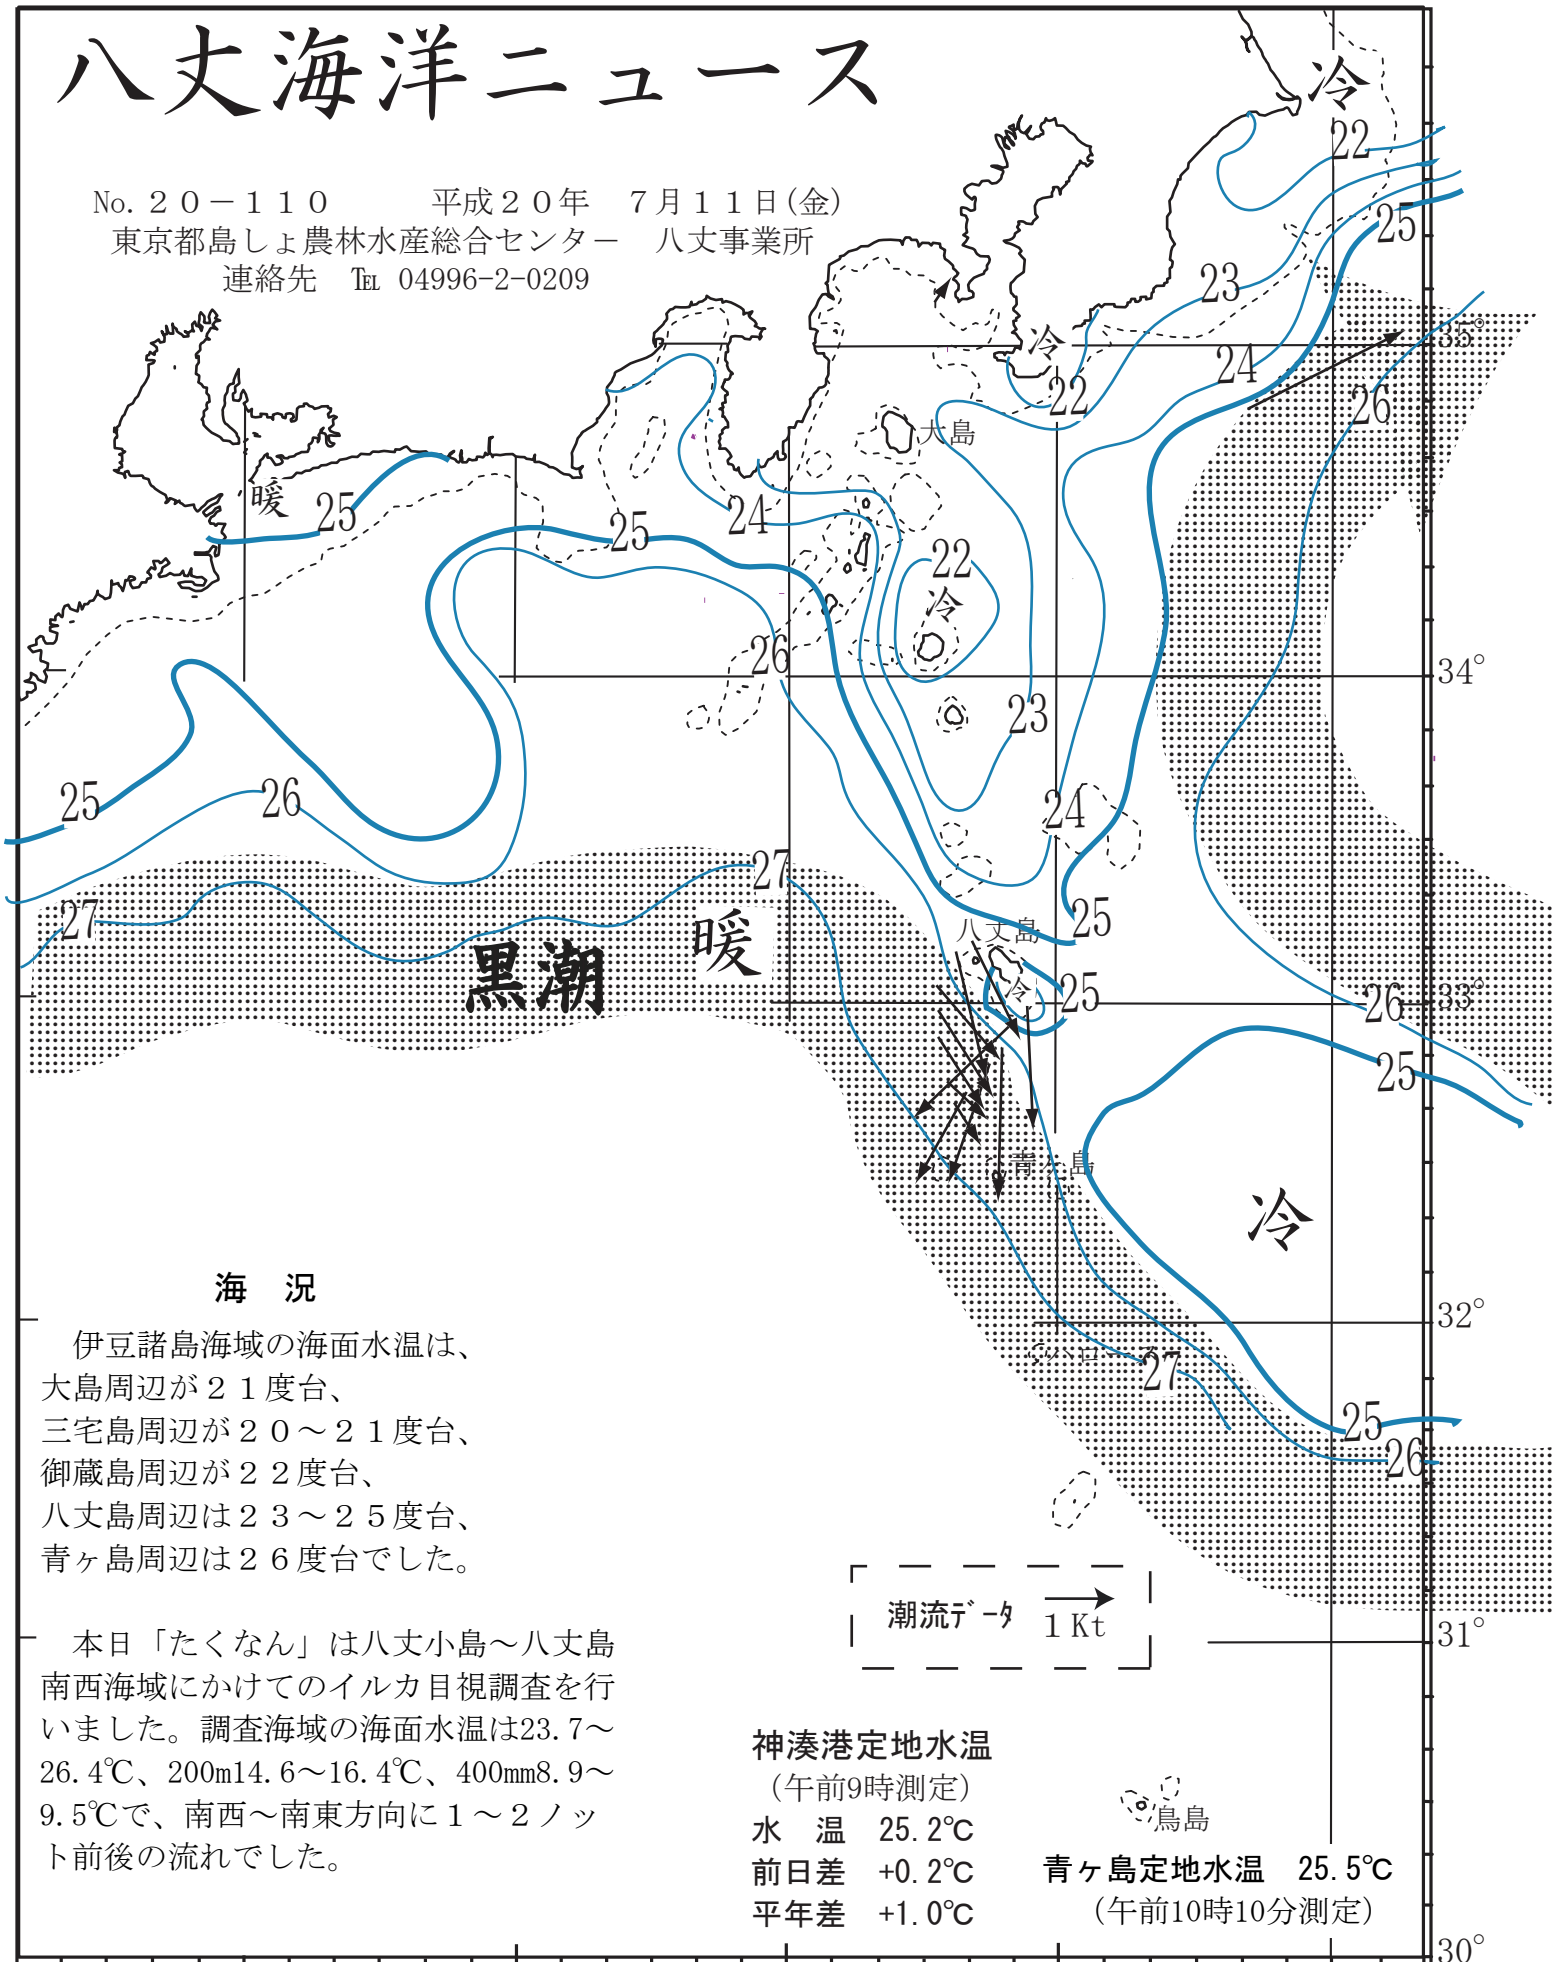 八丈海洋ニュース
No.２０－１１０　　平成２０年　７月１１日(金)
東京都島しょ農林水産総合センター　八丈事業所
連絡先　℡ 04996-2-0209
冷
22
25
23
35°
冷
24
22
26
大島
暖
25
25
24
22
冷
26
34°
23
25
26
24
27
27
暖
黒潮
25
八丈島
冷
25
26
33°
25
青ヶ島
冷
32°
27
25
26
海　況
伊豆諸島海域の海面水温は、
大島周辺が２１度台、
三宅島周辺が２０～２１度台、
御蔵島周辺が２２度台、
八丈島周辺は２３～２５度台、
青ヶ島周辺は２６度台でした。
本日「たくなん」は八丈小島～八丈島
南西海域にかけてのイルカ目視調査を行
いました。調査海域の海面水温は23.7～
26.4℃、200m14.6～16.4℃、400mm8.9～
9.5℃で、南西～南東方向に１～２ノッ
ト前後の流れでした。
潮流ﾃﾞｰﾀ
1 Kt
31°
神湊港定地水温
（午前9時測定）
水　温　25.2℃
前日差　+0.2℃
平年差　+1.0℃
鳥島
青ヶ島定地水温　25.5℃
（午前10時10分測定）
30°